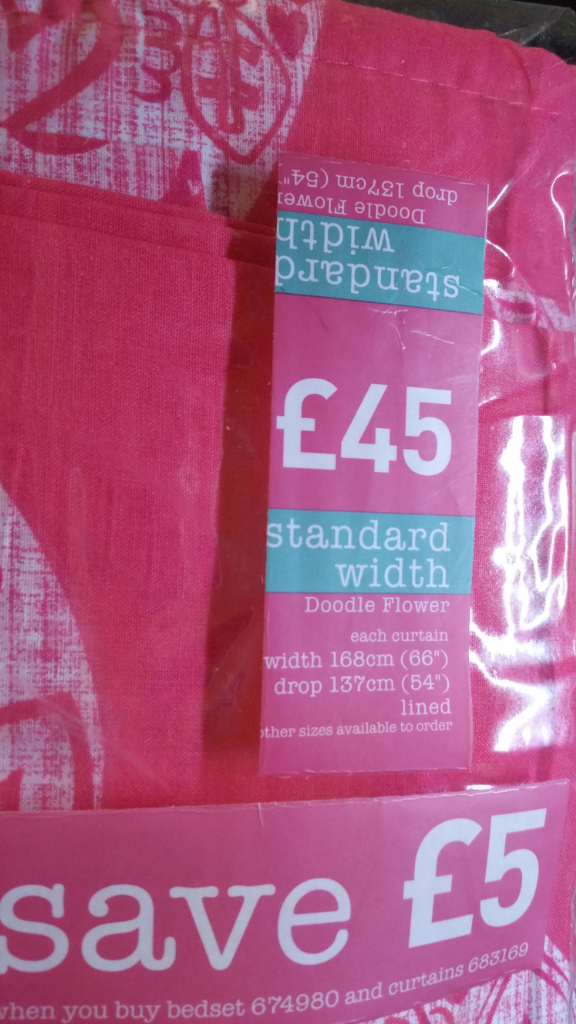 drop 137cm (54"
Doodle Flower
width
standard
£45
standard
width
Doodle Flower
each curtain
width 168cm (66")
drop 137cm (54")
lined
other sizes available to order
save £5
when you buy bedset 674980 and curtains 683169